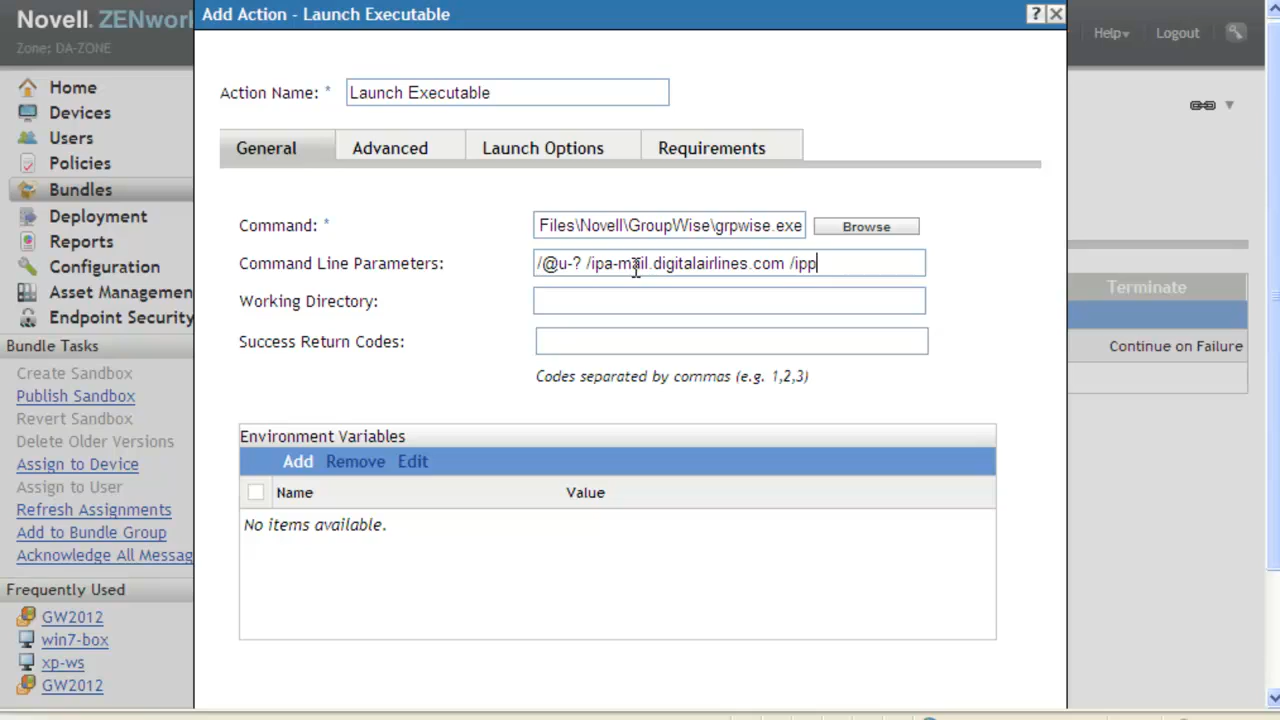 Novell. ZENwor
Zone: DA-ZONE
Home
Devices
Users
Policies
Bundles
Deployment
Reports
Configuration
Asset Managemen
Endpoint Security
Bundle Tasks
Create Sandbox
Publish Sandbox
Revert Sandbox
Delete Older Versions
Assign to Device
Assign to User
Refresh Assignments
Add to Bundle Group
Acknowledge All Messag
Frequently Used
GW2012
win7-box
xp-ws
GW2012
Add Action - Launch Executable
?
Action Name: * Launch Executable
General Advanced Launch Options Requirements
Command: * Files\Novell\GroupWise\grpwise.exe Browse
Command Line Parameters: /@u-? /ipa-mail.digitalairlines.com /ipp
Working Directory:
Success Return Codes:
Codes separated by commas (e.g. 1,2,3)
Environment Variables
Add Remove Edit
Name Value
No items available.
Help Logout
Terminate
Continue on Failure